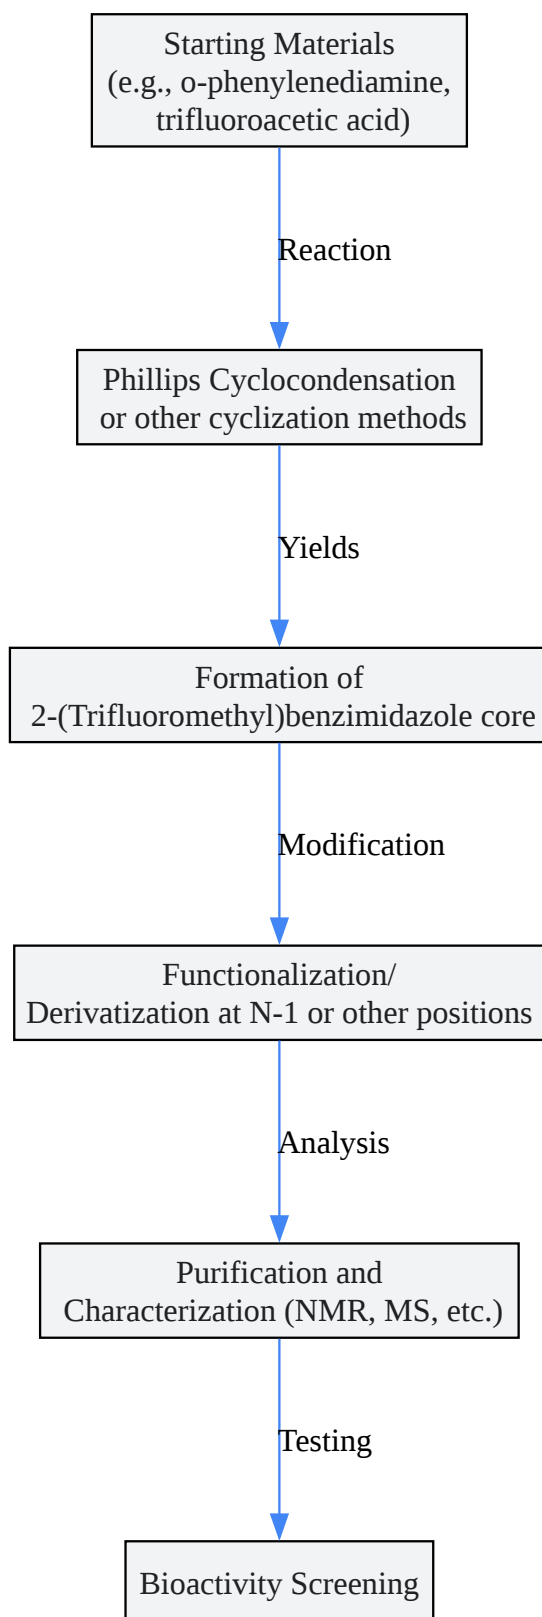 Starting Materials
(e.g., o-phenylenediamine,
trifluoroacetic acid)
Reaction
Phillips Cyclocondensation
or other cyclization methods
Yields
Formation of
2-(Trifluoromethyl)benzimidazole core
Modification
Functionalization/
Derivatization at N-1 or other positions
Analysis
Purification and
Characterization (NMR, MS, etc.)
Testing
Bioactivity Screening